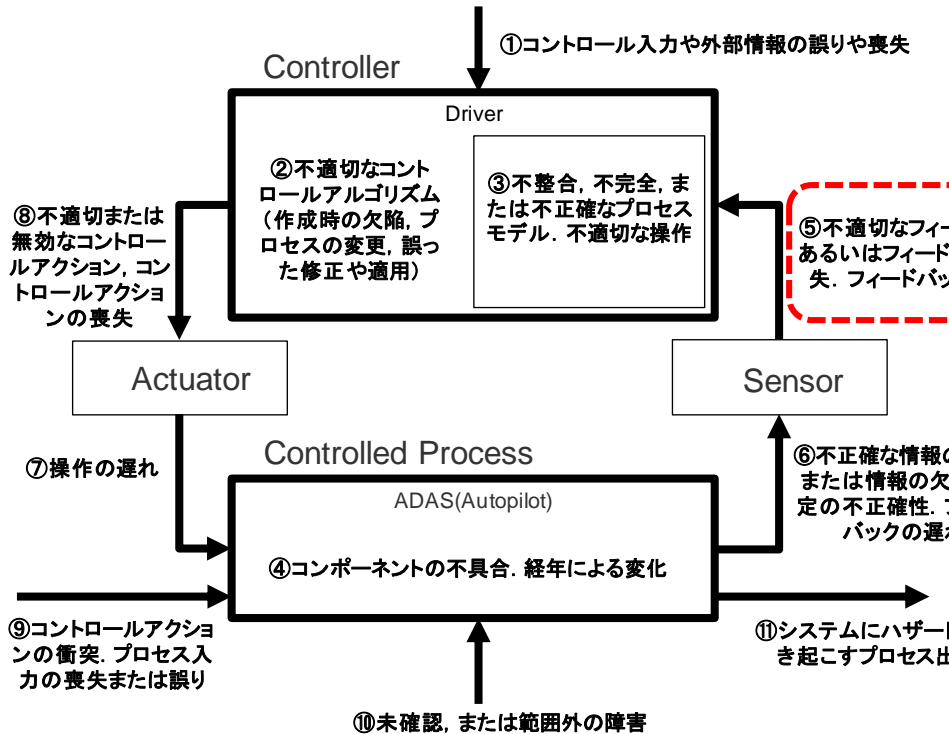 ①コントロール入力や外部情報の誤りや喪失
Controller
Driver
②不適切なコント
ロールアルゴリズム
（作成時の欠陥, プ
ロセスの変更, 誤っ
た修正や適用）
③不整合, 不完全, ま
たは不正確なプロセス
モデル. 不適切な操作
⑧不適切または
無効なコントロー
ルアクション, コン
トロールアクショ
ンの喪失
⑤不適切なフィー
あるいはフィード
失. フィードバッ
Actuator
Sensor
⑦操作の遅れ
Controlled Process
ADAS(Autopilot)
④コンポーネントの不具合. 経年による変化
⑥不正確な情報の
または情報の欠
定の不正確性. フ
バックの遅れ
⑨コントロールアクショ
ンの衝突. プロセス入
力の喪失または誤り
⑪システムにハザード
き起こすプロセス出
⑩未確認, または範囲外の障害